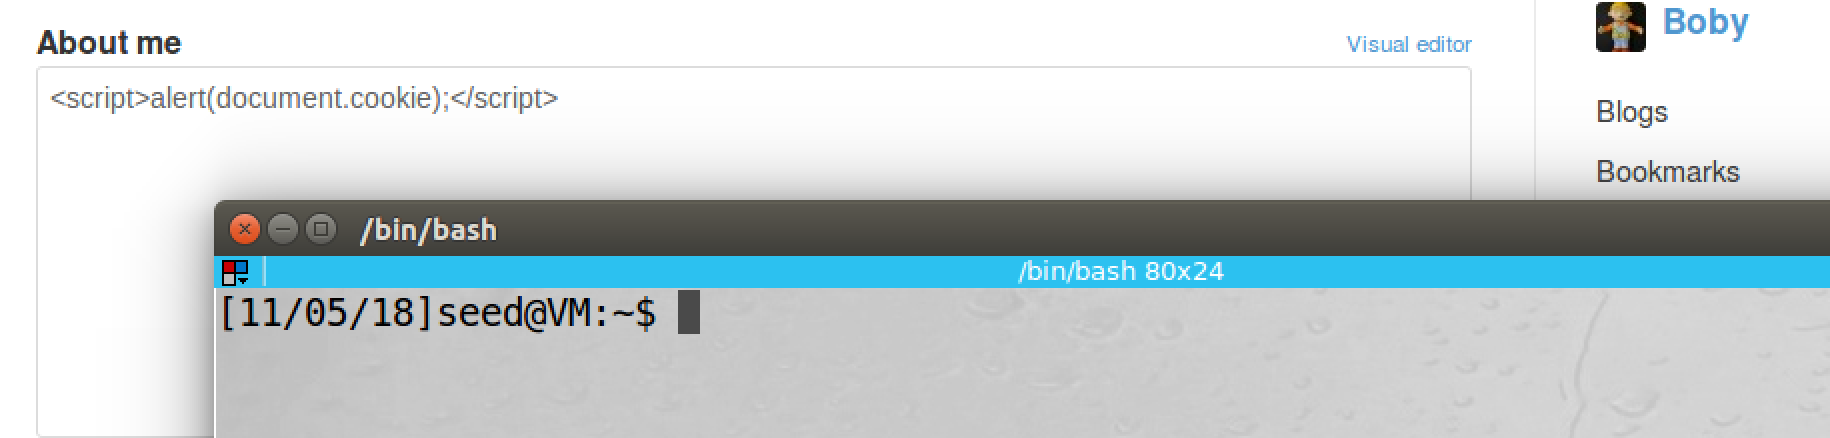 About me
Visual editor
<script>alert(document.cookie);</script>
Boby
Blogs
Bookmarks
/bin/bash
/bin/bash 80x24
[11/05/18]seed@VM:~$